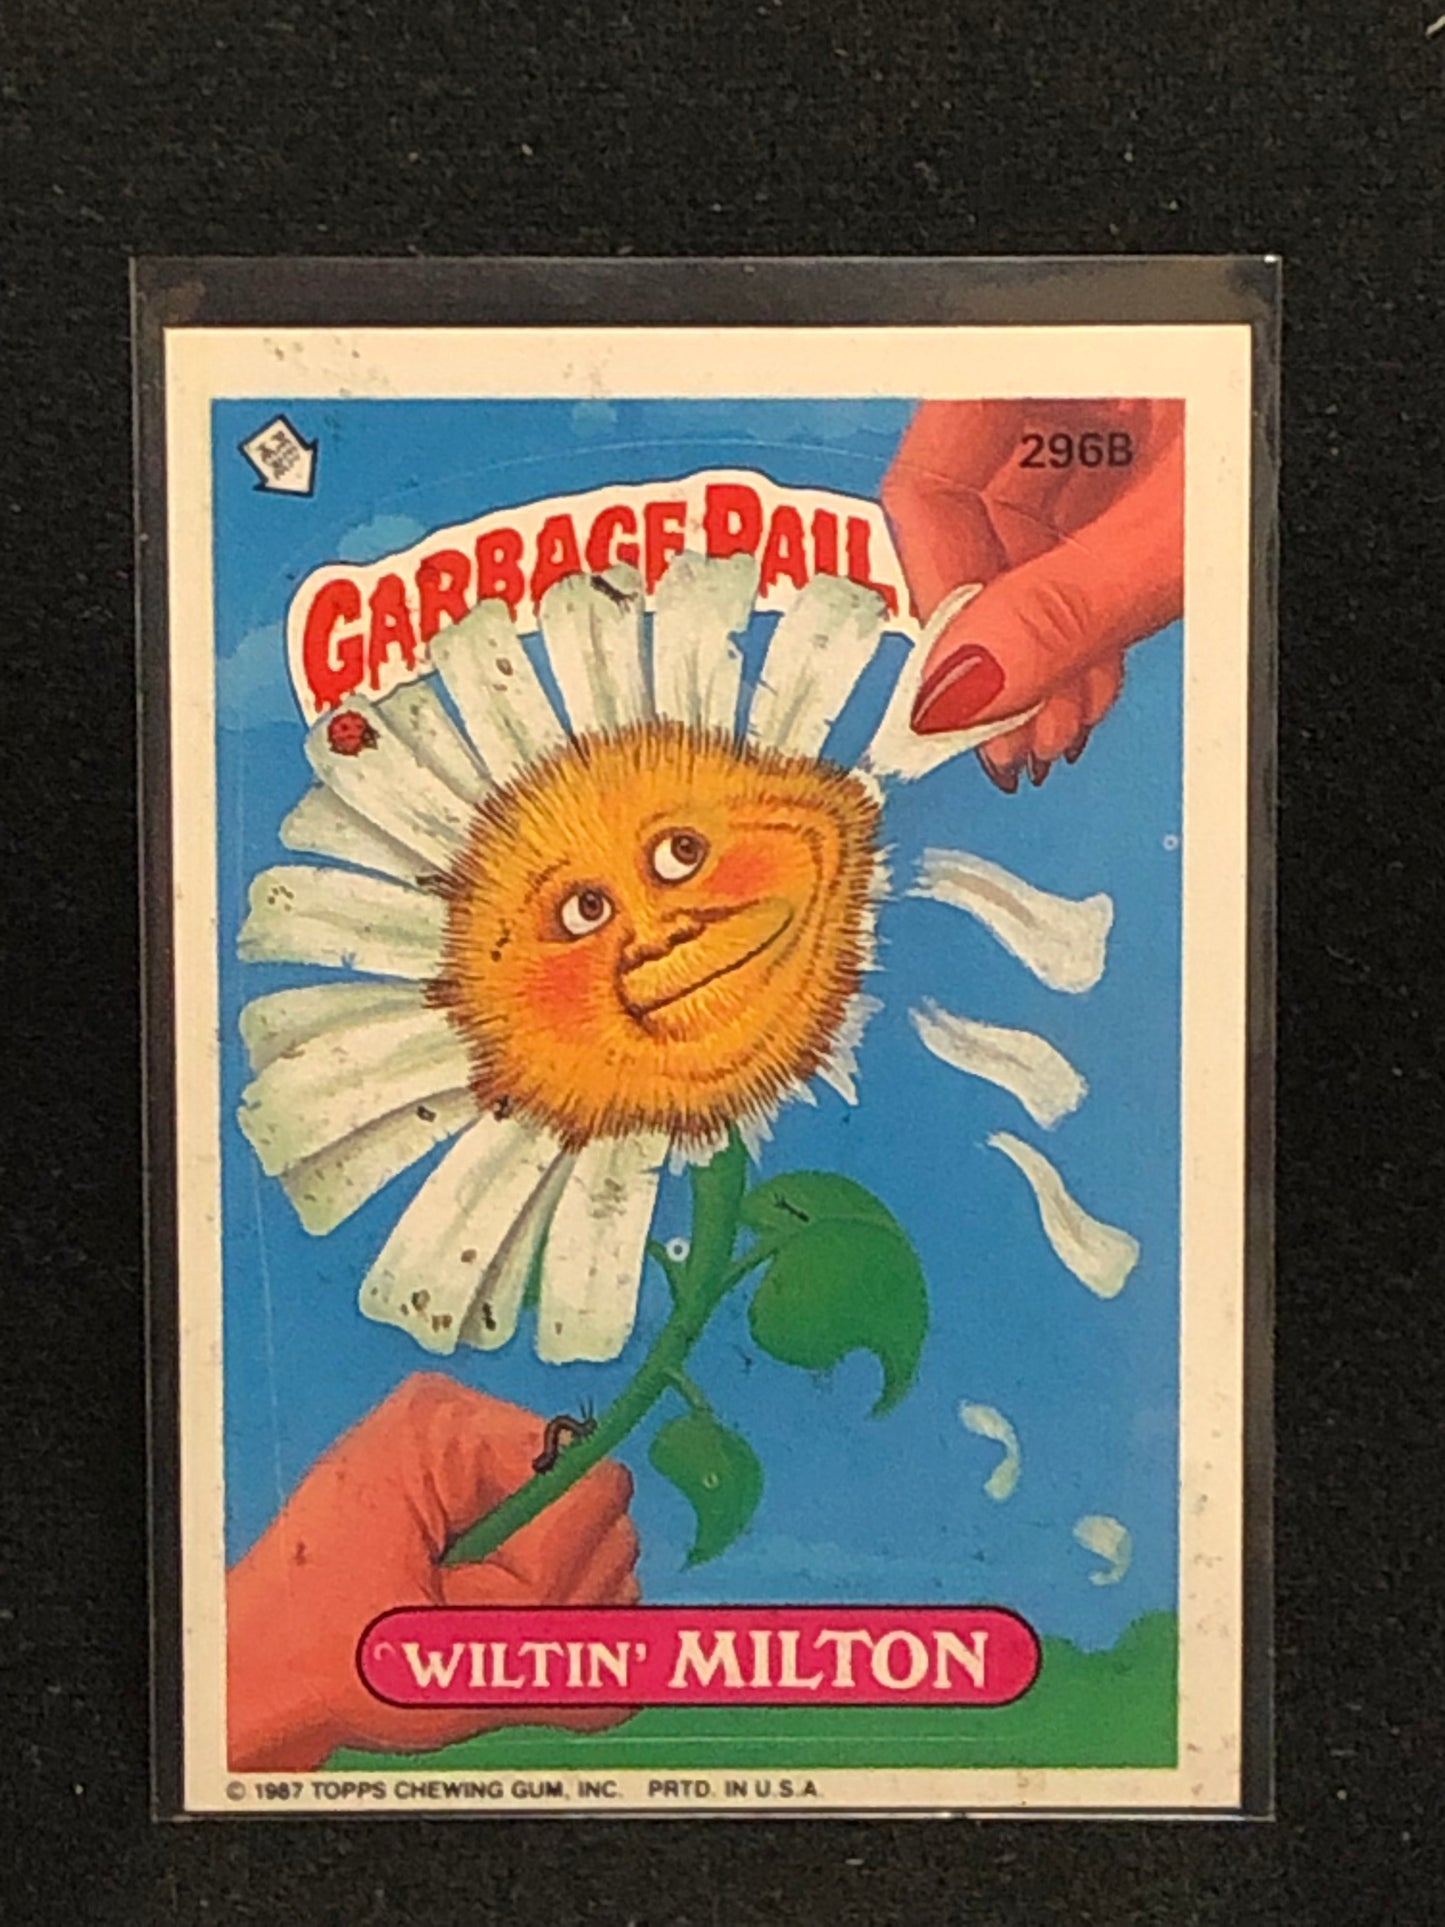 296B
GARBAGE PAIL
WILTIN' MILTON
© 1987 TOPPS CHEWING GUM, INC. PRTD. IN U.S.A.